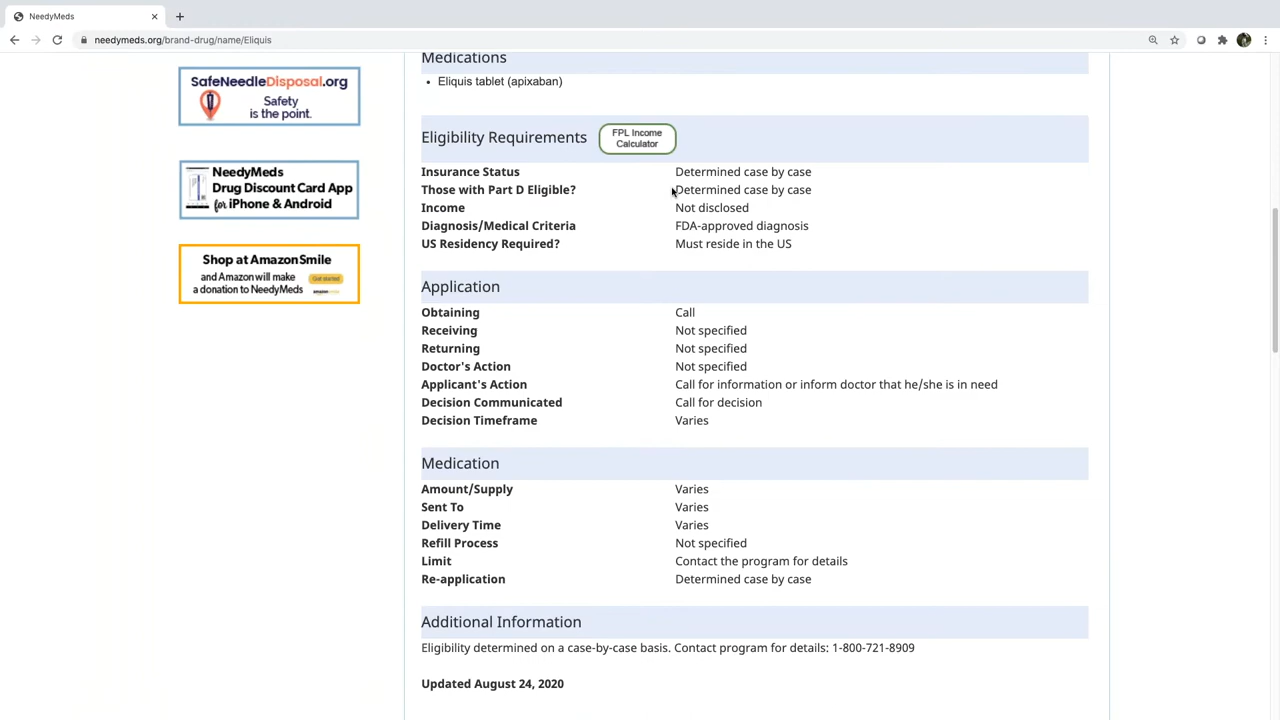 NeedyMeds
needymeds.org/brand-drug/name/Eliquis
SafeNeedleDisposal.org
Safety
is the point.
NeedyMeds
Drug Discount Card App
for iPhone & Android
Shop at AmazonSmile
and Amazon will make
a donation to NeedyMeds
Get started
Medications
• Eliquis tablet (apixaban)
Eligibility Requirements FPL Income
Calculator
Insurance Status Determined case by case
Those with Part D Eligible? Determined case by case
Income Not disclosed
Diagnosis/Medical Criteria FDA-approved diagnosis
US Residency Required? Must reside in the US
Application
Obtaining Call
Receiving Not specified
Returning Not specified
Doctor's Action Not specified
Applicant's Action Call for information or inform doctor that he/she is in need
Decision Communicated Call for decision
Decision Timeframe Varies
Medication
Amount/Supply Varies
Sent To Varies
Delivery Time Varies
Refill Process Not specified
Limit Contact the program for details
Re-application Determined case by case
Additional Information
Eligibility determined on a case-by-case basis. Contact program for details: 1-800-721-8909
Updated August 24, 2020